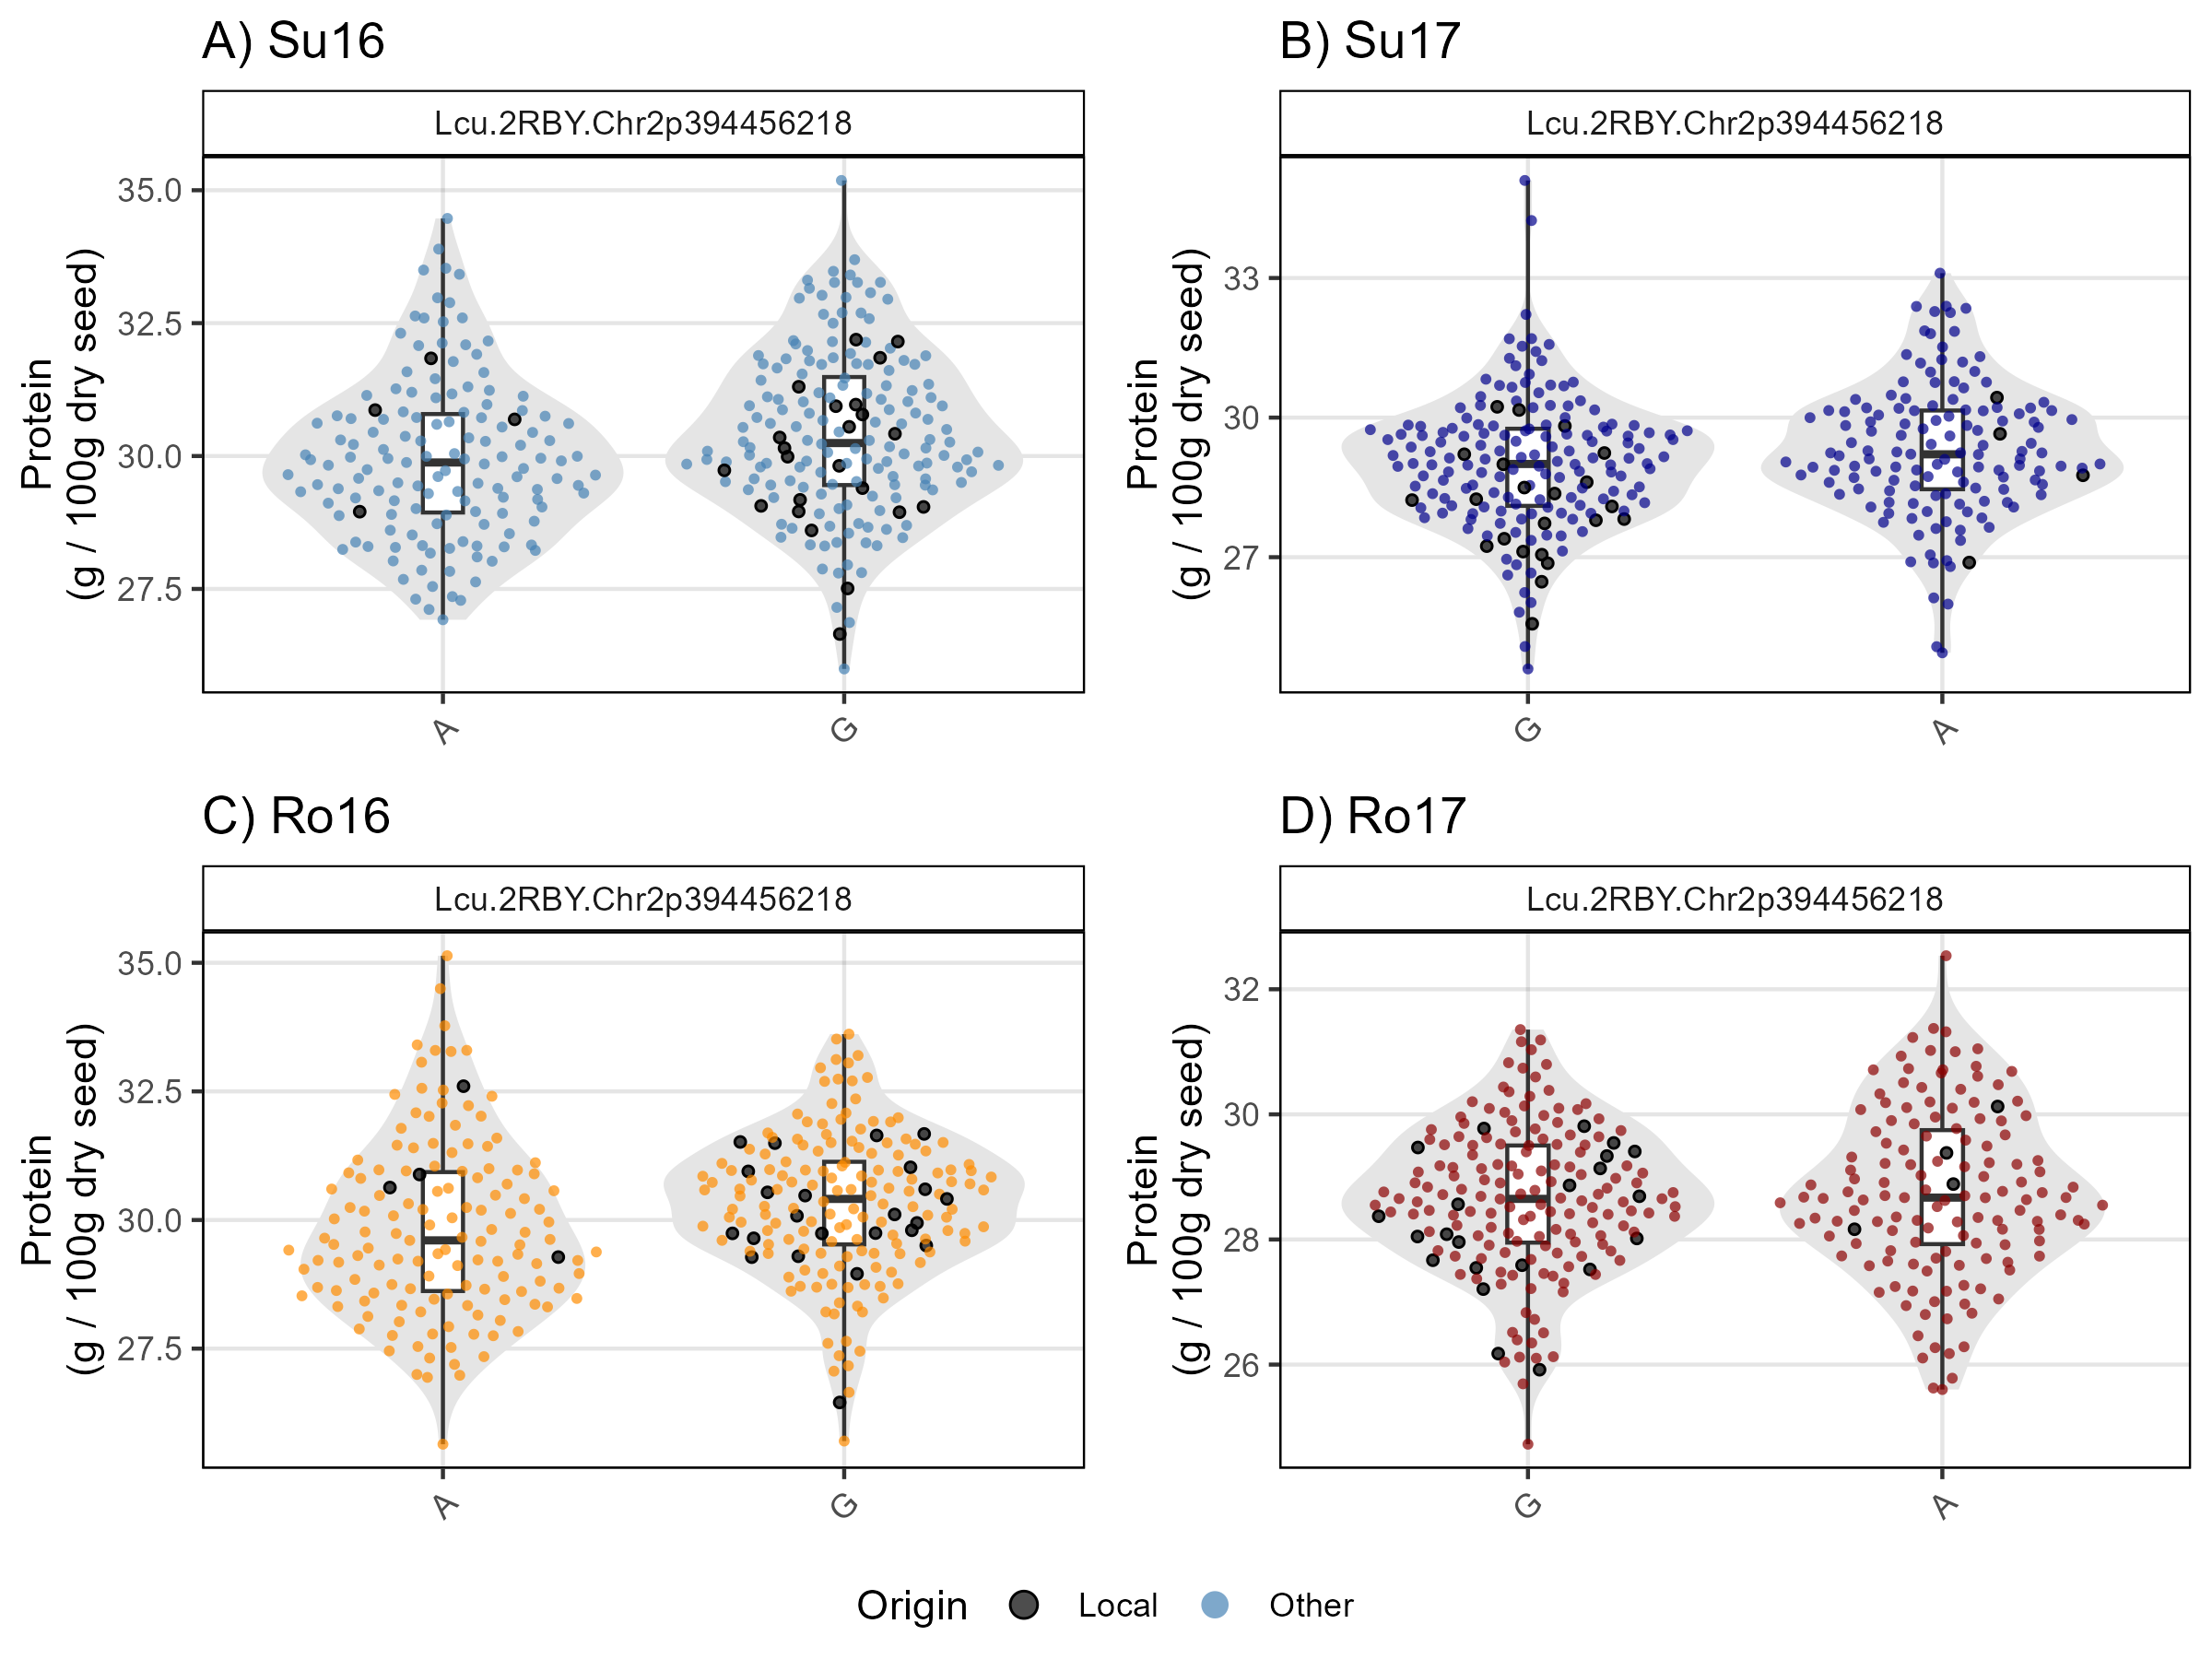 A) Su16
Lcu.2RBY.Chr2p394456218
Protein
(g / 100g dry seed)
35.0
32.5
30.0
27.5
A
G
B) Su17
Lcu.2RBY.Chr2p394456218
Protein
(g / 100g dry seed)
33
30
27
G
A
C) Ro16
Lcu.2RBY.Chr2p394456218
Protein
(g / 100g dry seed)
35.0
32.5
30.0
27.5
A
G
D) Ro17
Lcu.2RBY.Chr2p394456218
Protein
(g / 100g dry seed)
32
30
28
26
G
A
Origin Local Other